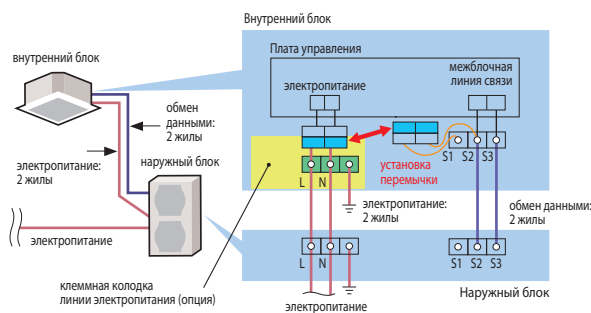 Внутренний блок
Плата управления
внутренний блок
электропитание
межблочная
линия связи
обмен
данными:
2 жилы
S1 S2 S3
установка
перемычки
электропитание:
2 жилы
наружный блок
L N
электропитание:
2 жилы
обмен данными:
2 жилы
электропитание
L N
S1 S2 S3
клеммная колодка
линии электропитания (опция)
Наружный блок
электропитание